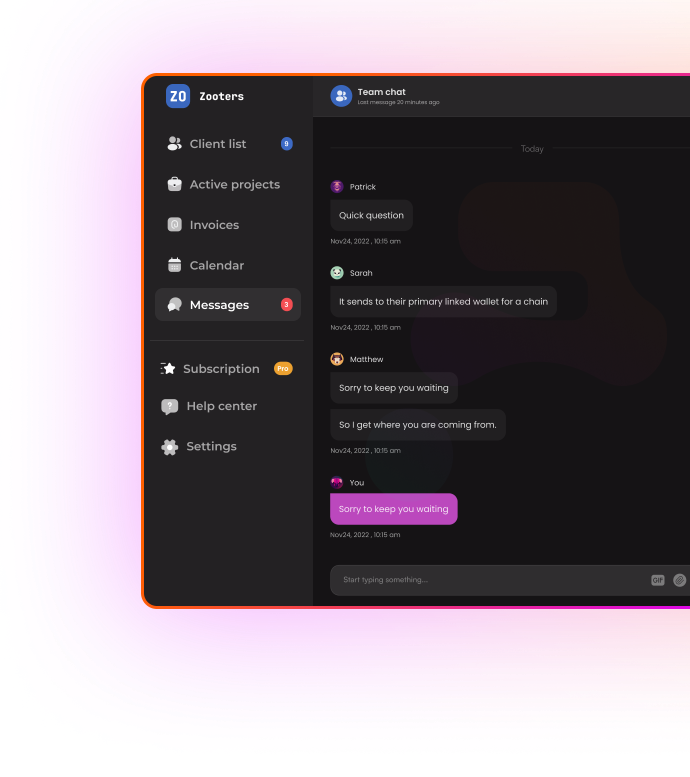 ZO Zooters
Client list 9
Active projects
Invoices
Calendar
Messages 3
Subscription Pro
Help center
Settings
Team chat
Last message 20 minutes ago
Today
Patrick
Quick question
Nov24, 2022 , 10:15 am
Sarah
It sends to their primary linked wallet for a chain
Nov24, 2022 , 10:15 am
Matthew
Sorry to keep you waiting
So I get where you are coming from.
Nov24, 2022 , 10:15 am
You
Sorry to keep you waiting
Nov24, 2022 , 10:15 am
Start typing something... GIF